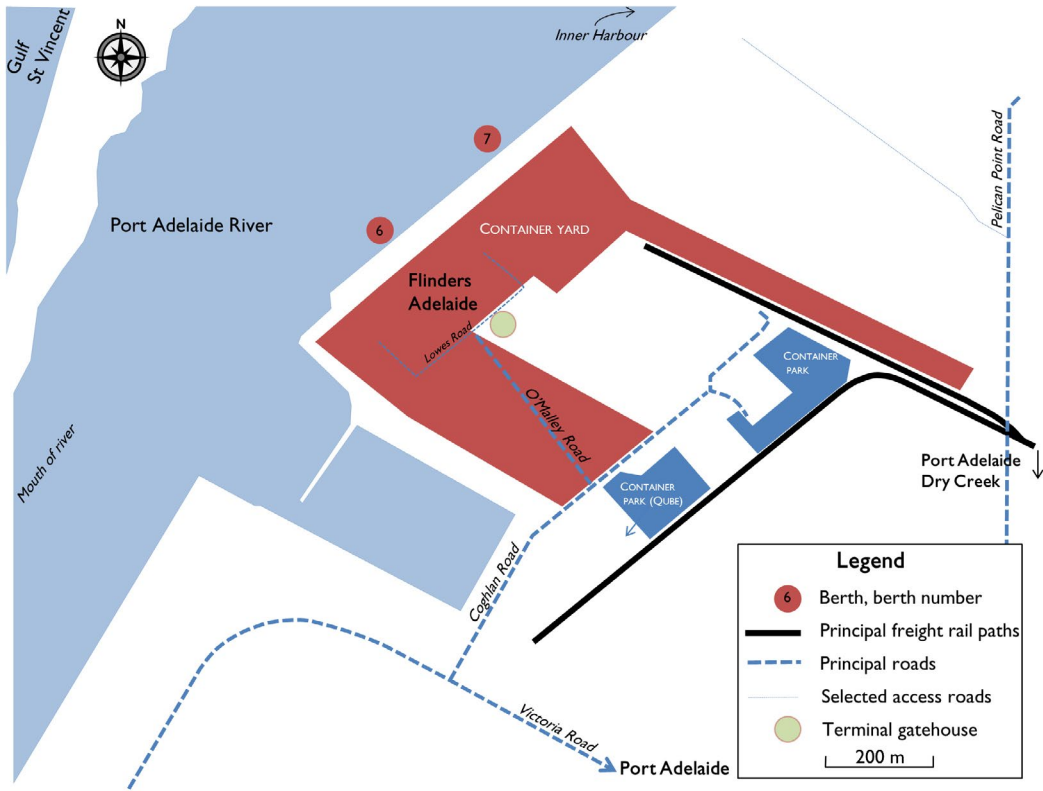 Gulf
St Vincent
N
Inner Harbour
7
Pelican Point Road
Port Adelaide River
6
CONTAINER YARD
Flinders
Adelaide
Lowes Road
CONTAINER
PARK
O'Malley Road
Mouth of river
CONTAINER
PARK (QUBE)
Port Adelaide
Dry Creek
Coghlan Road
Victoria Road
Port Adelaide
Legend
6 Berth, berth number
Principal freight rail paths
Principal roads
Selected access roads
Terminal gatehouse
200 m